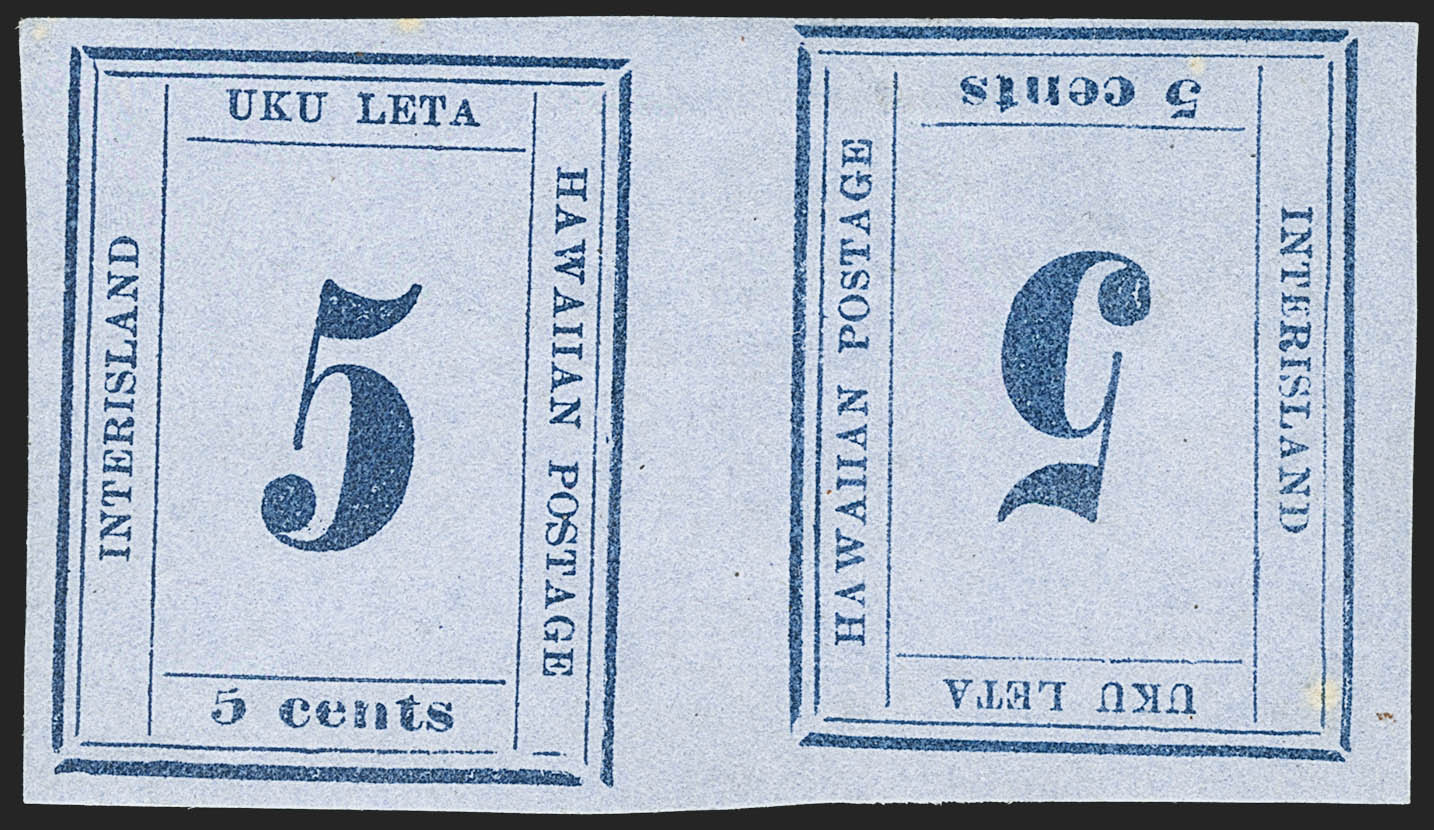 UKU LETA
INTERISLAND
5
HAWAIIAN POSTAGE
5 cents
UKU LETA
INTERISLAND
5
HAWAIIAN POSTAGE
5 cents